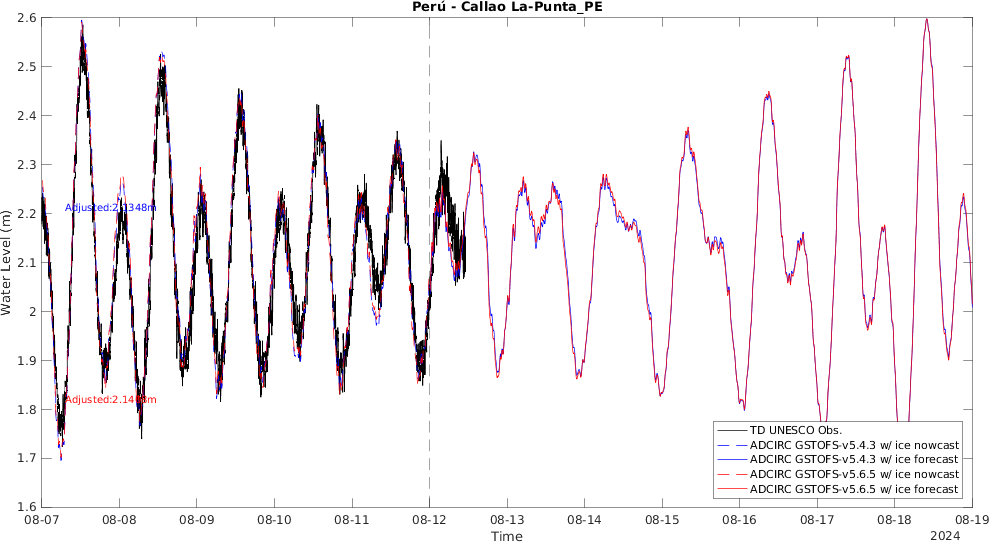 Perú - Callao La-Punta_PE
2.6
2.5
2.4
2.3
2.2
2.1
2
1.9
1.8
1.7
1.6
Water Level (m)
Adjusted:2.1348m
TD UNESCO Obs.
ADCIRC GSTOFS-v5.4.3 w/ ice nowcast
ADCIRC GSTOFS-v5.4.3 w/ ice forecast
ADCIRC GSTOFS-v5.6.5 w/ ice nowcast
ADCIRC GSTOFS-v5.6.5 w/ ice forecast
08-07 08-08 08-09 08-10 08-11 08-12 08-13 08-14 08-15 08-16 08-17 08-18 08-19
Time
2024